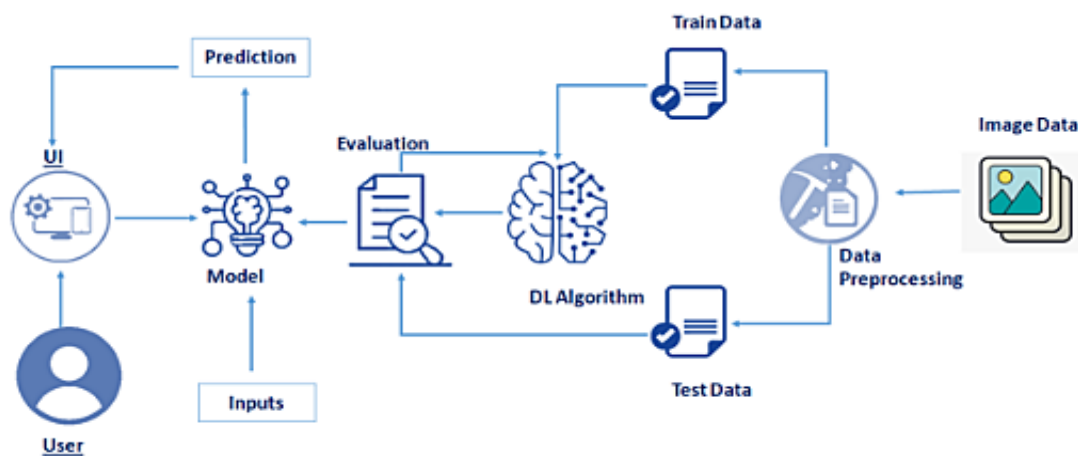 Train Data
Prediction
Image Data
Evaluation
UI
Model
Data
Preprocessing
DL Algorithm
Inputs
Test Data
User